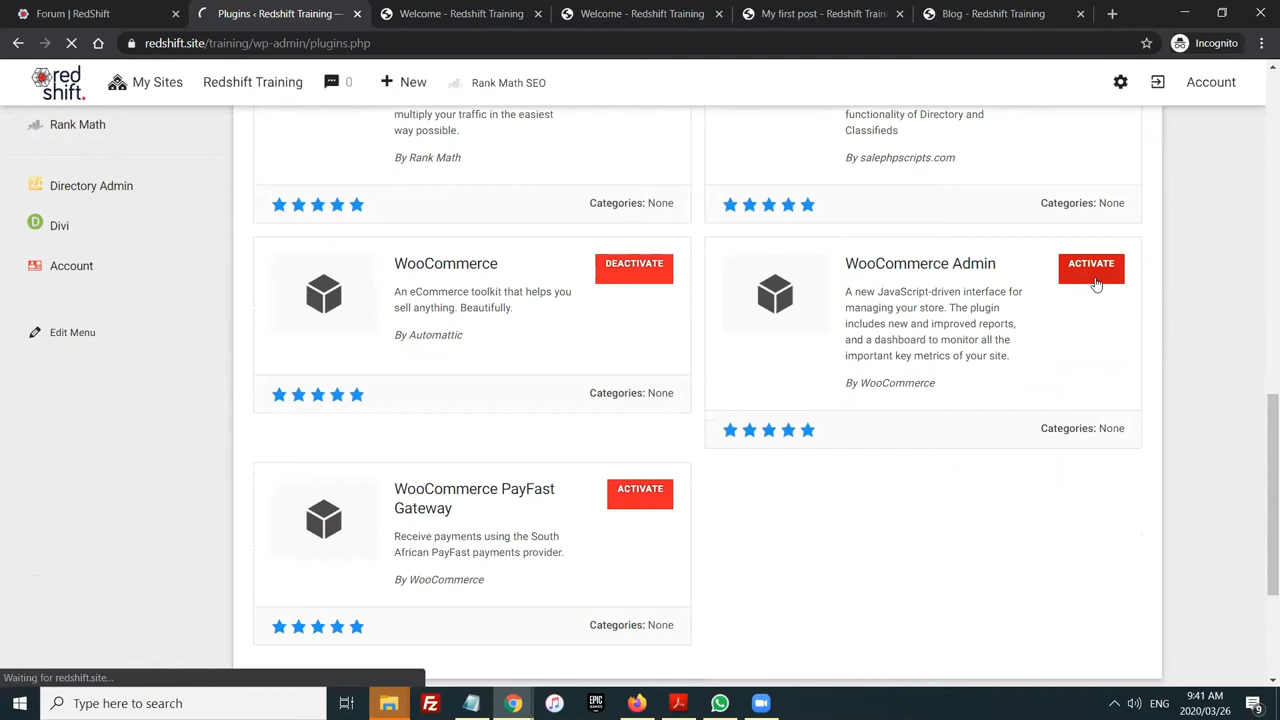 Forum | Redshift
Plugins ‹ Redshift Training —
Welcome - Redshift Training
Welcome - Redshift Training
My first post - Redshift Train
Blog - Redshift Training
redshift.site/training/wp-admin/plugins.php
Incognito
red
shift.
My Sites
Redshift Training
0
New
Rank Math SEO
Account
Rank Math
Directory Admin
Divi
Account
Edit Menu
multiply your traffic in the easiest
way possible.
By Rank Math
Categories: None
functionality of Directory and
Classifieds
By salephpscripts.com
Categories: None
WooCommerce
DEACTIVATE
An eCommerce toolkit that helps you
sell anything. Beautifully.
By Automattic
Categories: None
WooCommerce Admin
ACTIVATE
A new JavaScript-driven interface for
managing your store. The plugin
includes new and improved reports,
and a dashboard to monitor all the
important key metrics of your site.
By WooCommerce
Categories: None
WooCommerce PayFast
Gateway
ACTIVATE
Receive payments using the South
African PayFast payments provider.
By WooCommerce
Categories: None
Waiting for redshift.site...
Type here to search
EPIC
ENG
9:41 AM
2020/03/26
9